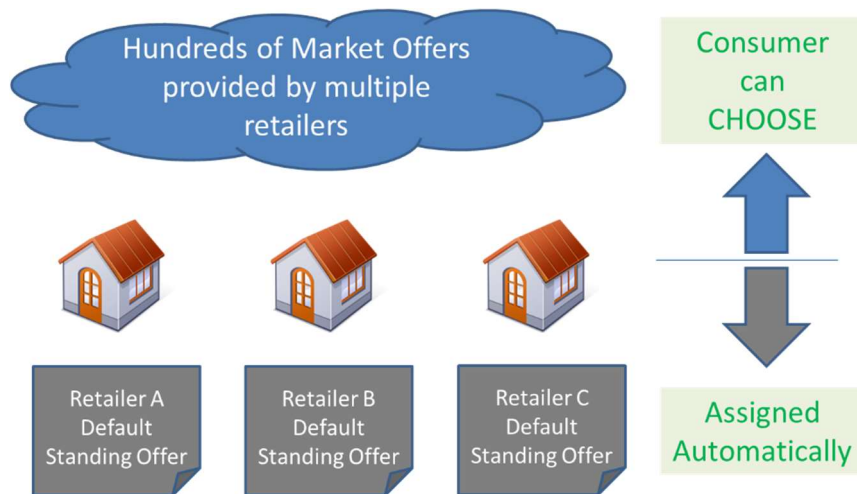 Hundreds of Market Offers
provided by multiple
retailers
Consumer
can
CHOOSE
Retailer A
Default
Standing Offer
Retailer B
Default
Standing Offer
Retailer C
Default
Standing Offer
Assigned
Automatically